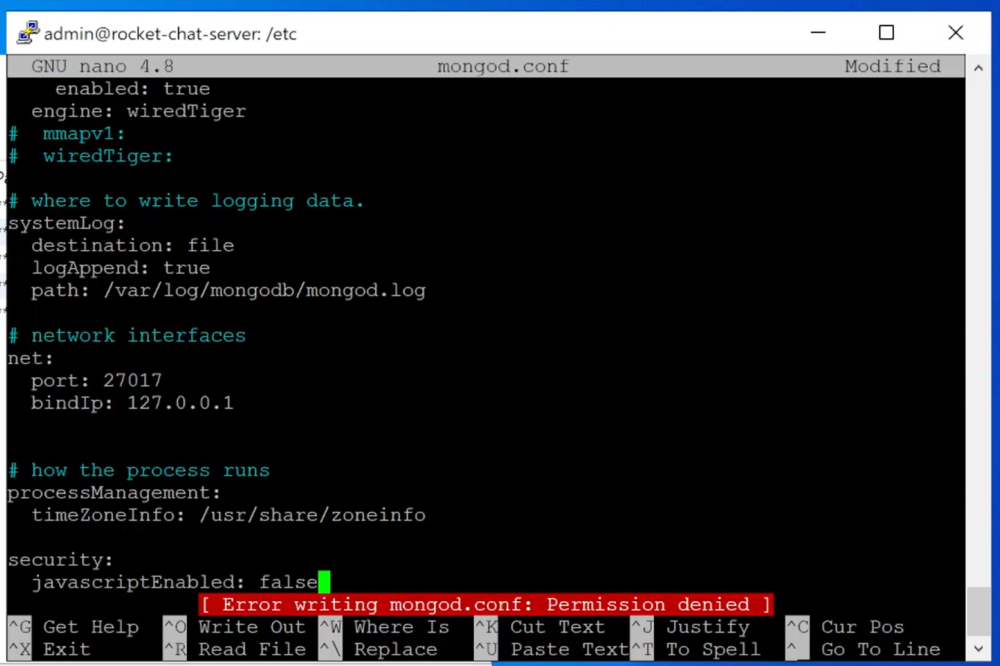 admin@rocket-chat-server: /etc
GNU nano 4.8 mongod.conf Modified
enabled: true
engine: wiredTiger
# mmapv1:
# wiredTiger:
# where to write logging data.
systemLog:
destination: file
logAppend: true
path: /var/log/mongodb/mongod.log
# network interfaces
net:
port: 27017
bindIp: 127.0.0.1
# how the process runs
processManagement:
timeZoneInfo: /usr/share/zoneinfo
security:
javascriptEnabled: false
[ Error writing mongod.conf: Permission denied ]
^G Get Help ^O Write Out ^W Where Is ^K Cut Text ^J Justify ^C Cur Pos
^X Exit ^R Read File ^\ Replace ^U Paste Text ^T To Spell ^_ Go To Line